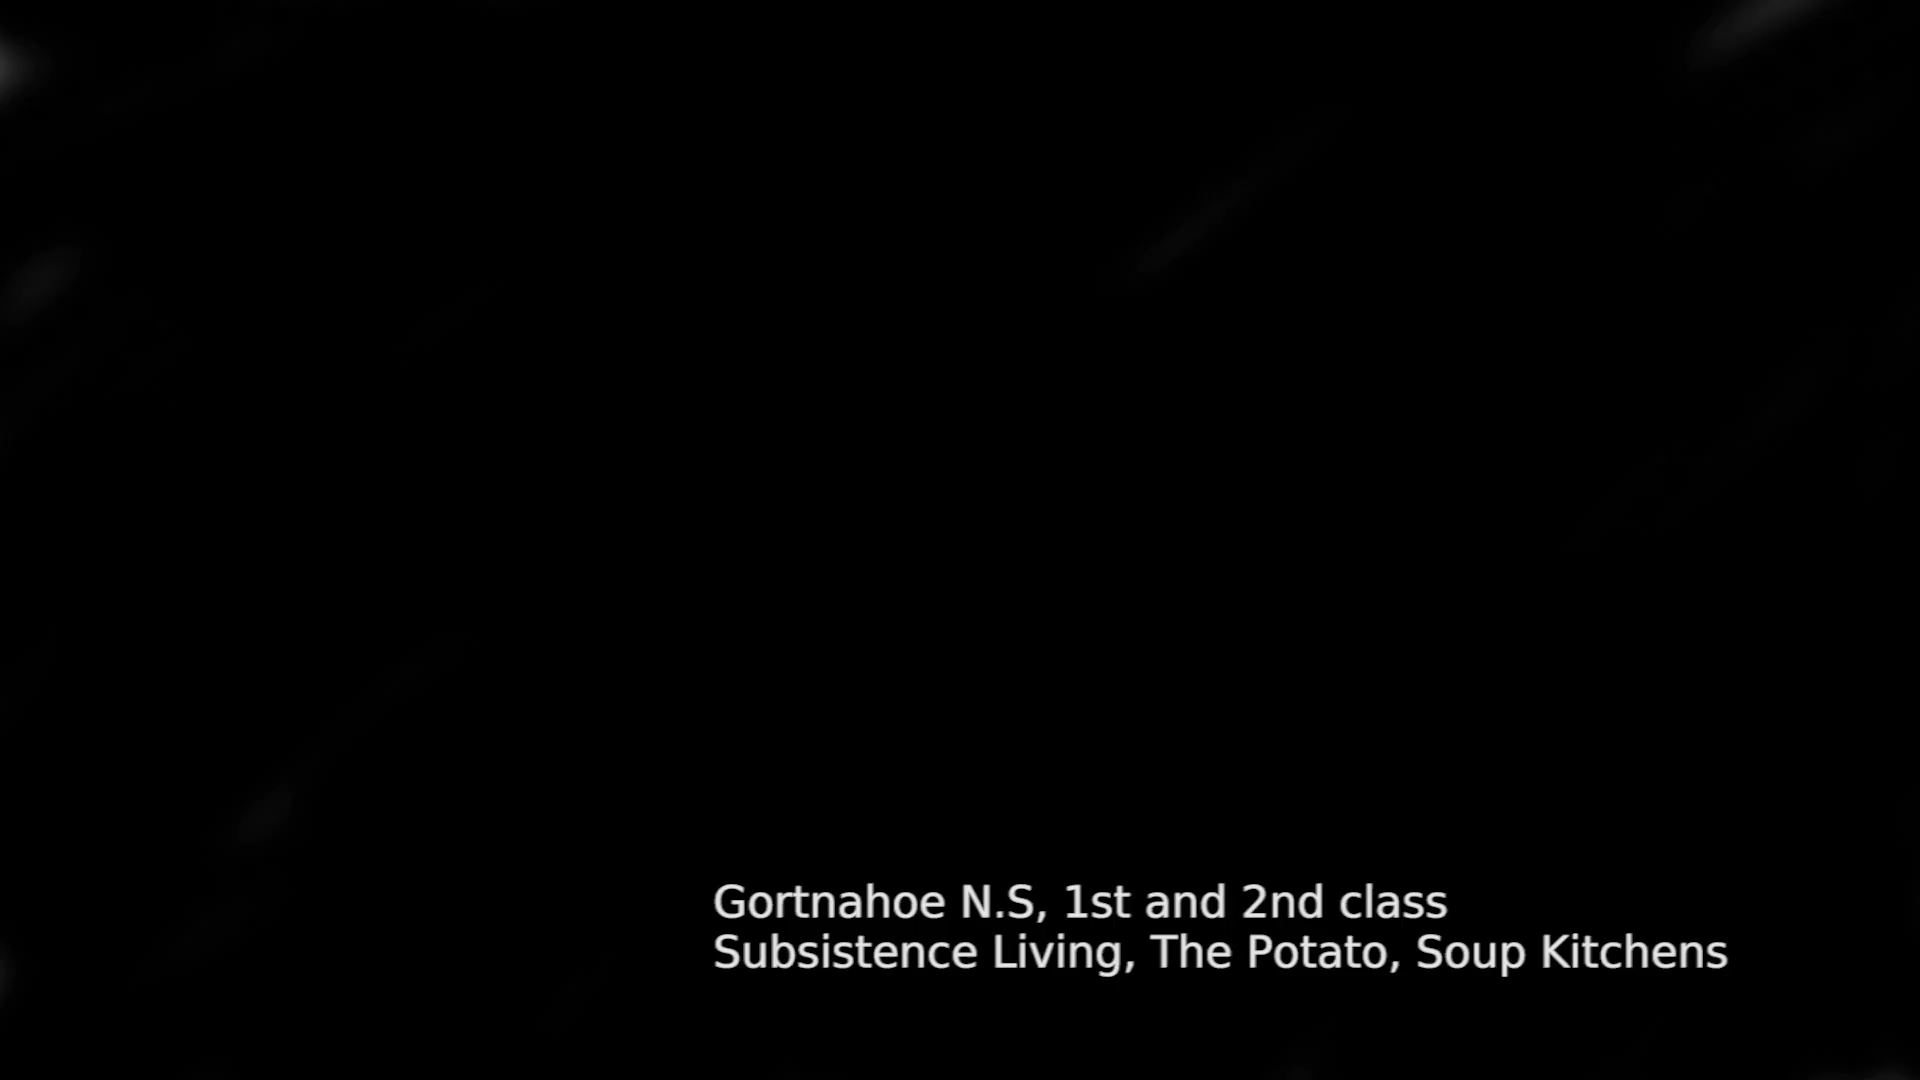 Gortnahoe N.S, 1st and 2nd class
Subsistence Living, The Potato, Soup Kitchens